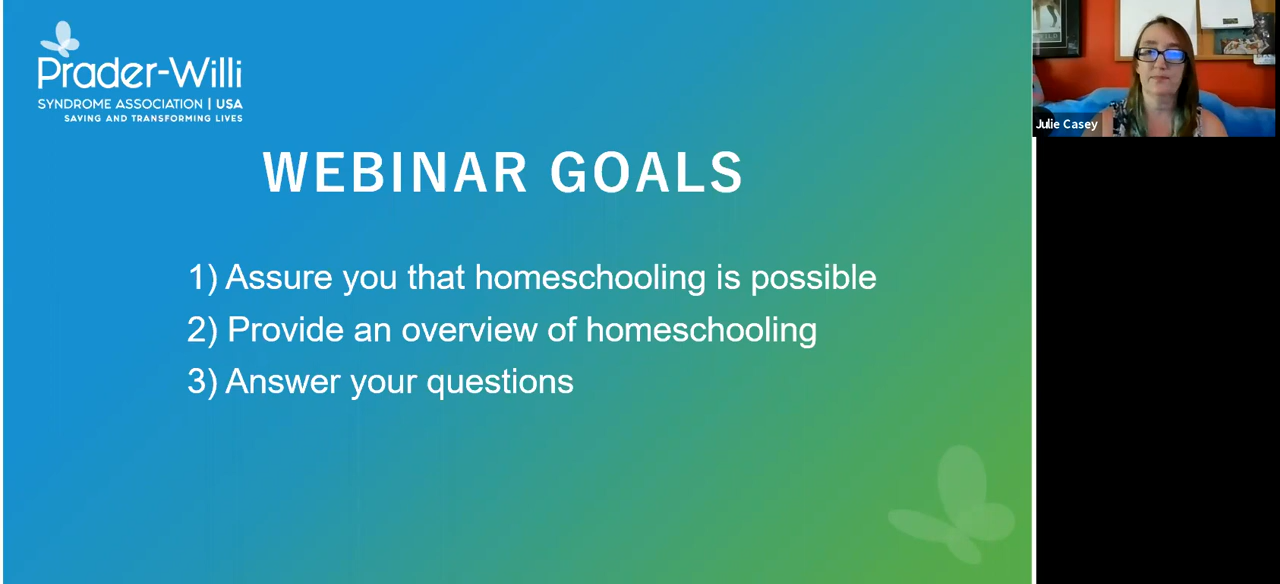 Prader-Willi
SYNDROME ASSOCIATION | USA
SAVING AND TRANSFORMING LIVES
WEBINAR GOALS
1) Assure you that homeschooling is possible
2) Provide an overview of homeschooling
3) Answer your questions
Julie Casey